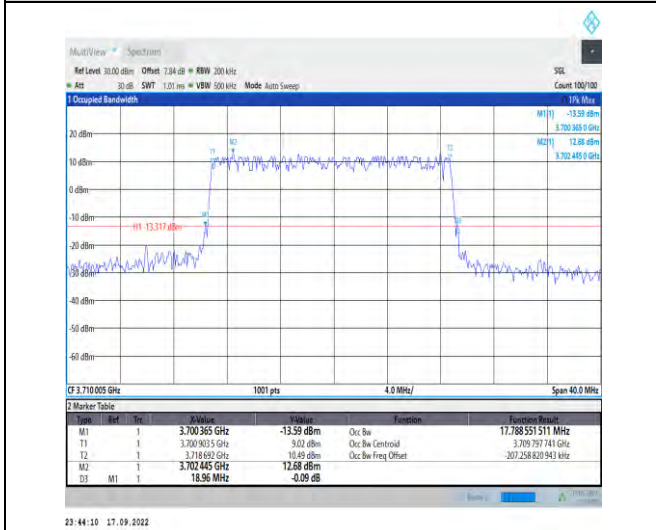 MultiView Spectrum
Ref Level 30.00 dBm Offset 7.84 dB RBW 200 kHz SGL
Att 30 dB SWT 1.01 ms VBW 500 kHz Mode Auto Sweep Count 100/100
1 Occupied Bandwidth 1Pk Max
M1[1] -13.59 dBm
3.700 365 0 GHz
20 dBm
M2[1] 12.68 dBm
3.702 445 0 GHz
T1 M2 T2
10 dBm
0 dBm
M1
-10 dBm
H1 -13.317 dBm
-20 dBm
-30 dBm
-40 dBm
-50 dBm
-60 dBm
CF 3.710 005 GHz 1001 pts 4.0 MHz/ Span 40.0 MHz
2 Marker Table
Type Ref Trc X-Value Y-Value Function Function Result
M1 1 3.700 365 GHz -13.59 dBm Occ Bw 17.788 551 511 MHz
T1 1 3.700 903 5 GHz 9.02 dBm Occ Bw Centroid 3.709 797 741 GHz
T2 1 3.718 692 GHz 10.49 dBm Occ Bw Freq Offset -207.258 820 943 kHz
M2 1 3.702 445 GHz 12.68 dBm
D3 M1 1 18.96 MHz -0.09 dB
23:44:10 17.09.2022